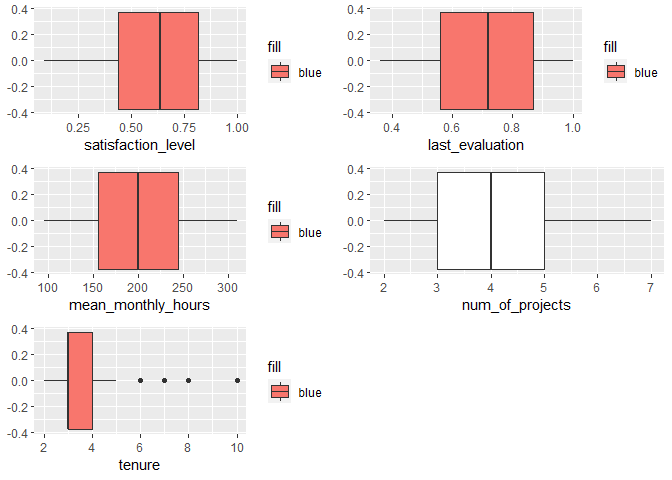 0.4
0.2
0.0
-0.2
-0.4
0.25 0.50 0.75 1.00
satisfaction_level
fill
blue
0.4
0.2
0.0
-0.2
-0.4
0.4 0.6 0.8 1.0
last_evaluation
fill
blue
0.4
0.2
0.0
-0.2
-0.4
100 150 200 250 300
mean_monthly_hours
fill
blue
0.4
0.2
0.0
-0.2
-0.4
2 3 4 5 6 7
num_of_projects
0.4
0.2
0.0
-0.2
-0.4
2 4 6 8 10
tenure
fill
blue